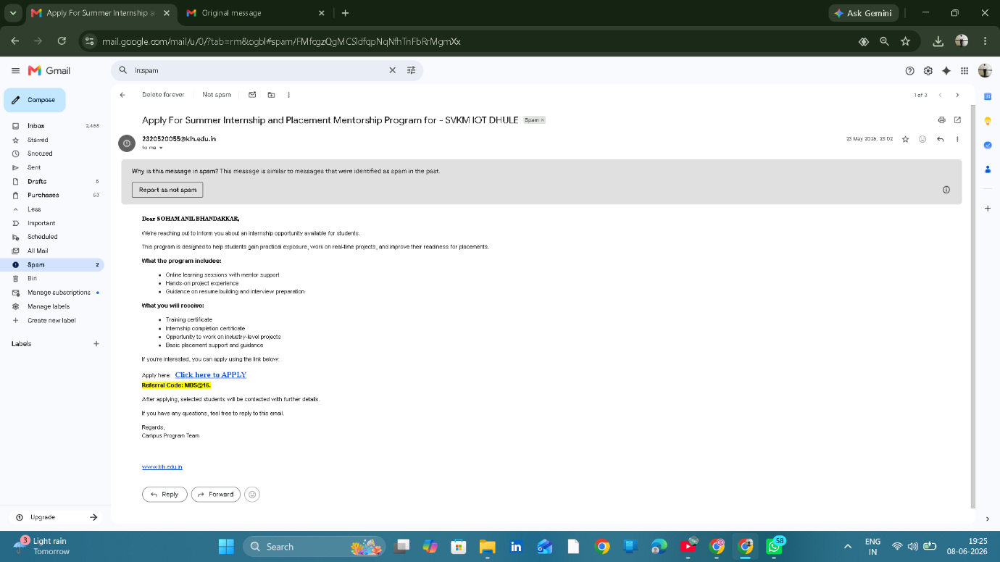 Apply For Summer Internship a
Original message
Ask Gemini
mail.google.com/mail/u/0/?tab=rm&ogbl#spam/FMfcgzQgMCSldfqpNqNfhTnFbRrMgmXx
Gmail
in:spam
Compose
Delete forever
Not spam
1 of 3
Inbox
2,468
Starred
Snoozed
Sent
Drafts
5
Purchases
63
Less
Important
Scheduled
All Mail
Spam
2
Bin
Manage subscriptions
Manage labels
Create new label
Labels
Upgrade
Apply For Summer Internship and Placement Mentorship Program for - SVKM IOT DHULE
Spam ×
2320520055@klh.edu.in
to me
23 May 2026, 23:02
Why is this message in spam? This message is similar to messages that were identified as spam in the past.
Report as not spam
Dear SOHAM ANIL BHANDARKAR,
We're reaching out to inform you about an internship opportunity available for students.
This program is designed to help students gain practical exposure, work on real-time projects, and improve their readiness for placements.
What the program includes:
• Online learning sessions with mentor support
• Hands-on project experience
• Guidance on resume building and interview preparation
What you will receive:
• Training certificate
• Internship completion certificate
• Opportunity to work on industry-level projects
• Basic placement support and guidance
If you're interested, you can apply using the link below:
Apply here: Click here to APPLY
Referral Code: MDS@16.
After applying, selected students will be contacted with further details.
If you have any questions, feel free to reply to this email.
Regards,
Campus Program Team
www.klh.edu.in
Reply
Forward
3
Light rain
Tomorrow
Search
58
ENG
IN
19:25
08-06-2026